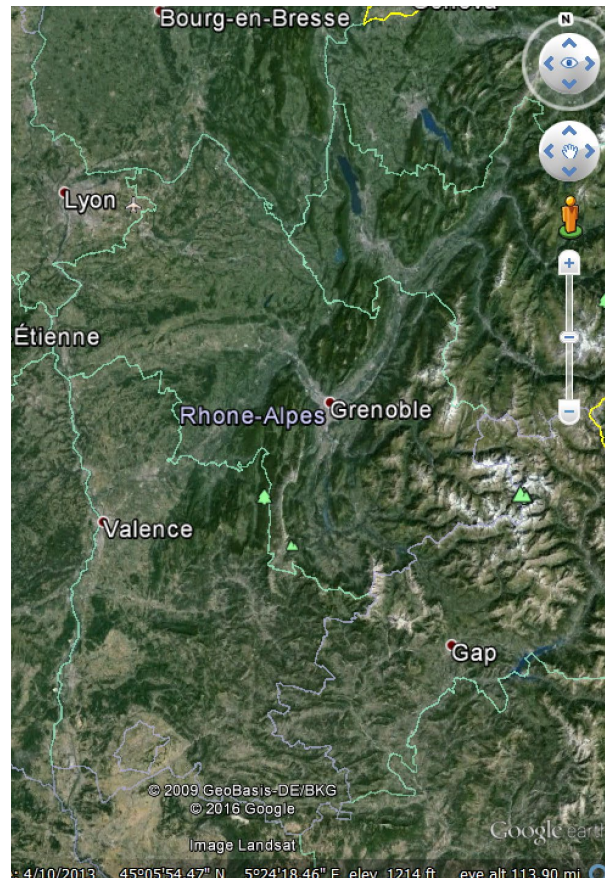 Geneva
Bourg-en-Bresse
N
Lyon
Étienne
Rhone-Alpes
Grenoble
Valence
Gap
© 2009 GeoBasis-DE/BKG
© 2016 Google
Image Landsat
Google earth
: 4/10/2013 45°05'54.47" N 5°24'18.46" E elev 1214 ft eye alt 113.90 mi